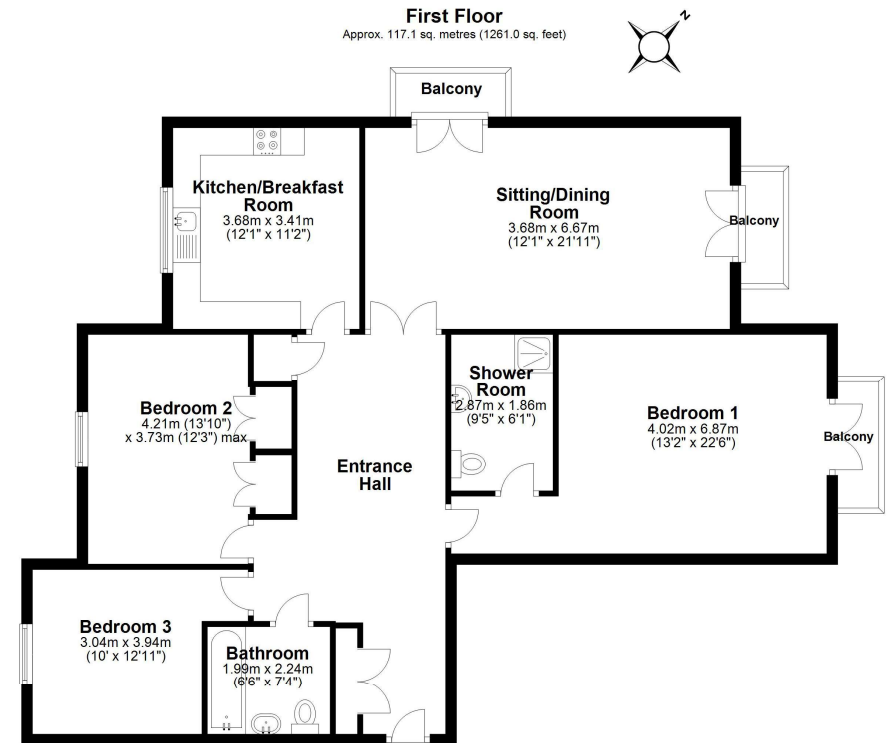 First Floor
Approx. 117.1 sq. metres (1261.0 sq. feet)
N
Balcony
Kitchen/Breakfast
Room
3.68m x 3.41m
(12'1" x 11'2")
Sitting/Dining
Room
3.68m x 6.67m
(12'1" x 21'11")
Balcony
Bedroom 2
4.21m (13'10")
x 3.73m (12'3") max
Shower
Room
2.87m x 1.86m
(9'5" x 6'1")
Bedroom 1
4.02m x 6.87m
(13'2" x 22'6")
Balcony
Entrance
Hall
Bedroom 3
3.04m x 3.94m
(10' x 12'11")
Bathroom
1.99m x 2.24m
(6'6" x 7'4")